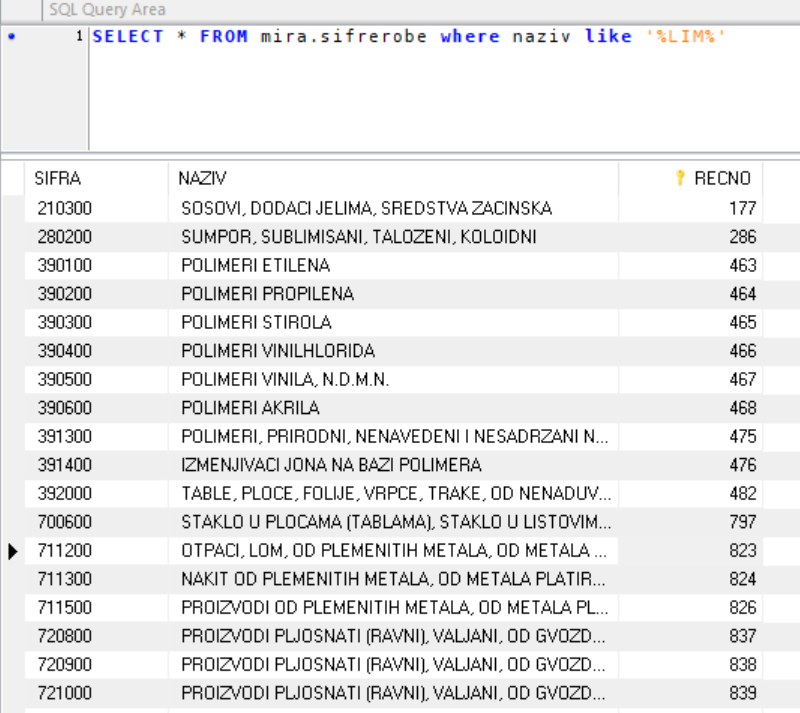 SQL Query Area
1 SELECT * FROM mira.sifrerobe where naziv like '%LIM%'
SIFRA NAZIV RECNO
210300 SOSOVI, DODACI JELIMA, SREDSTVA ZACINSKA 177
280200 SUMPOR, SUBLIMISANI, TALOZENI, KOLOIDNI 286
390100 POLIMERI ETILENA 463
390200 POLIMERI PROPILENA 464
390300 POLIMERI STIROLA 465
390400 POLIMERI VINILHLORIDA 466
390500 POLIMERI VINILA, N.D.M.N. 467
390600 POLIMERI AKRILA 468
391300 POLIMERI, PRIRODNI, NENAVEDENI I NESADRZANI N... 475
391400 IZMENJIVACI JONA NA BAZI POLIMERA 476
392000 TABLE, PLOCE, FOLIJE, VRPCE, TRAKE, OD NENADUV... 482
700600 STAKLO U PLOCAMA (TABLAMA), STAKLO U LISTOVIM... 797
711200 OTPACI, LOM, OD PLEMENITIH METALA, OD METALA ... 823
711300 NAKIT OD PLEMENITIH METALA, OD METALA PLATIR... 824
711500 PROIZVODI OD PLEMENITIH METALA, OD METALA PL... 826
720800 PROIZVODI PLJOSNATI (RAVNI), VALJANI, OD GVOZD... 837
720900 PROIZVODI PLJOSNATI (RAVNI), VALJANI, OD GVOZD... 838
721000 PROIZVODI PLJOSNATI (RAVNI), VALJANI, OD GVOZD... 839